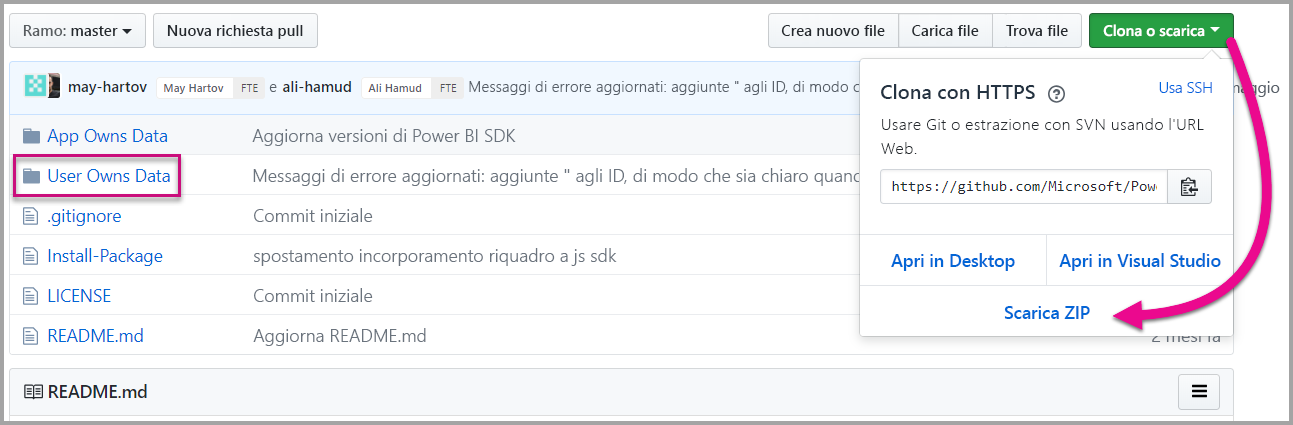 Ramo: master Nuova richiesta pull Crea nuovo file Carica file Trova file Clona o scarica
may-hartov May Hartov FTE e ali-hamud Ali Hamud FTE Messaggi di errore aggiornati: aggiunte " agli ID, di modo c maggio
App Owns Data Aggiorna versioni di Power BI SDK
User Owns Data Messaggi di errore aggiornati: aggiunte " agli ID, di modo che sia chiaro quand
.gitignore Commit iniziale
Install-Package spostamento incorporamento riquadro a js sdk
LICENSE Commit iniziale
README.md Aggiorna README.md 2 mesi fa
Clona con HTTPS Usa SSH
Usare Git o estrazione con SVN usando l'URL
Web.
https://github.com/Microsoft/Powe
Apri in Desktop Apri in Visual Studio
Scarica ZIP
README.md